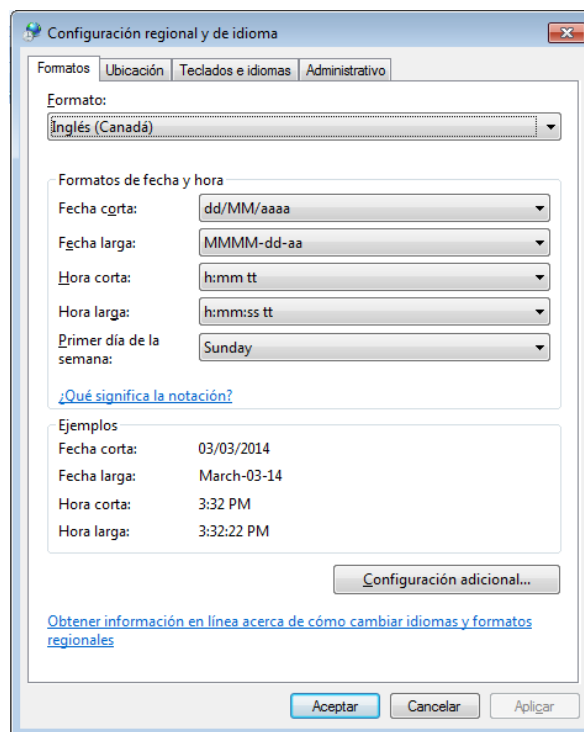 Configuración regional y de idioma
Formatos Ubicación Teclados e idiomas Administrativo
Formato:
Inglés (Canadá)
Formatos de fecha y hora
Fecha corta: dd/MM/aaaa
Fecha larga: MMMM-dd-aa
Hora corta: h:mm tt
Hora larga: h:mm:ss tt
Primer día de la
semana: Sunday
¿Qué significa la notación?
Ejemplos
Fecha corta: 03/03/2014
Fecha larga: March-03-14
Hora corta: 3:32 PM
Hora larga: 3:32:22 PM
Configuración adicional...
Obtener información en línea acerca de cómo cambiar idiomas y formatos
regionales
Aceptar Cancelar Aplicar